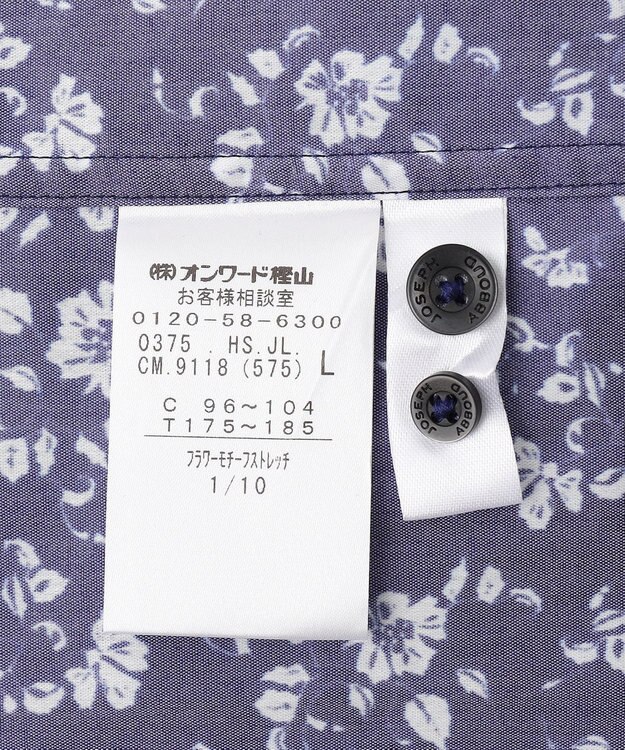 (株)オンワード樫山
お客様相談室
0120-58-6300
0375 . HS.JL.
CM.9118 (575) L
C 96~104
T175~185
フラワーモチーフストレッチ
1/10
JOSEPH ABBOUD
JOSEPH ABBOUD